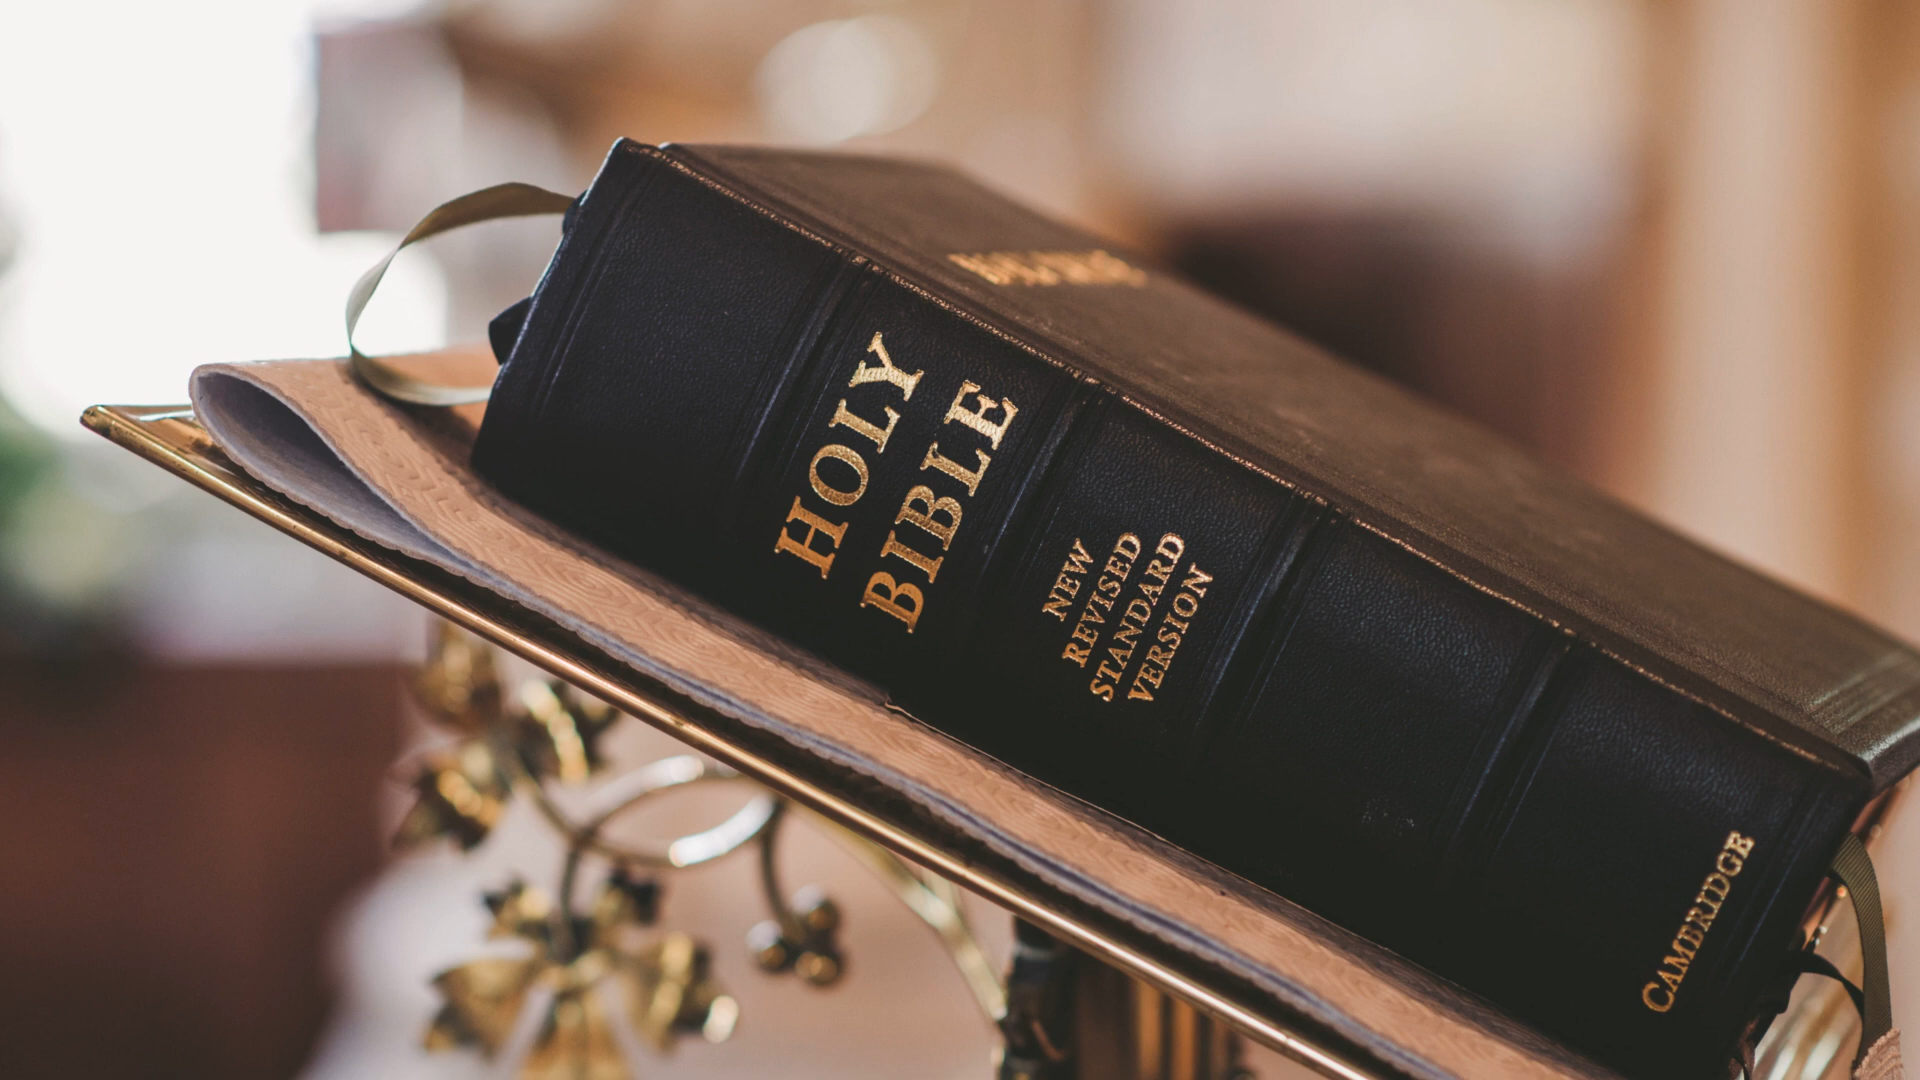 HOLY
BIBLE
NEW
REVISED
STANDARD
VERSION
CAMBRIDGE